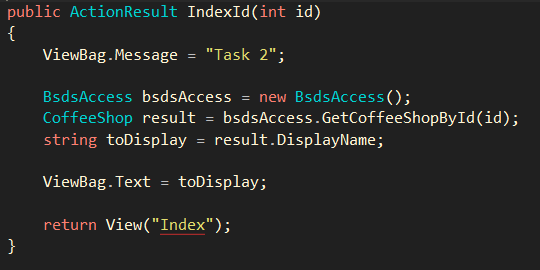 public ActionResult IndexId(int id)
{
    ViewBag.Message = "Task 2";
    BsdsAccess bsdsAccess = new BsdsAccess();
    CoffeeShop result = bsdsAccess.GetCoffeeShopById(id);
    string toDisplay = result.DisplayName;
    ViewBag.Text = toDisplay;
    return View("Index");
}